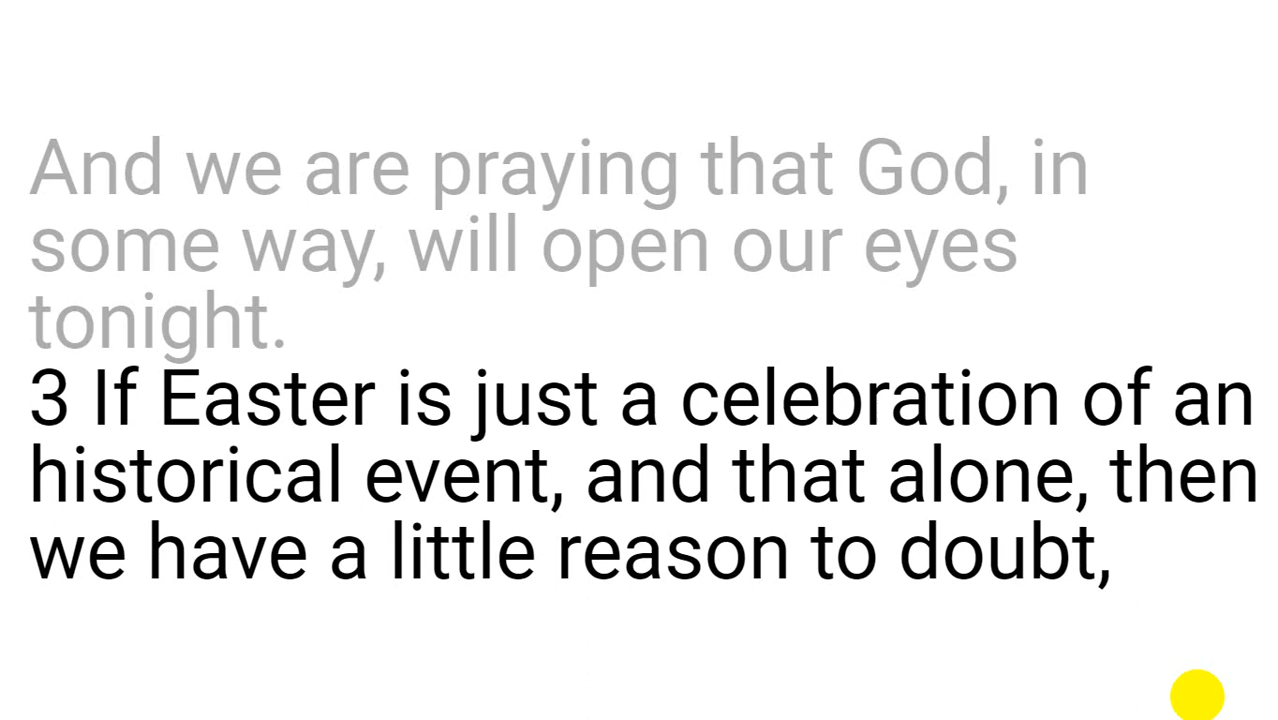 And we are praying that God, in
some way, will open our eyes
tonight.
3 If Easter is just a celebration of an
historical event, and that alone, then
we have a little reason to doubt,